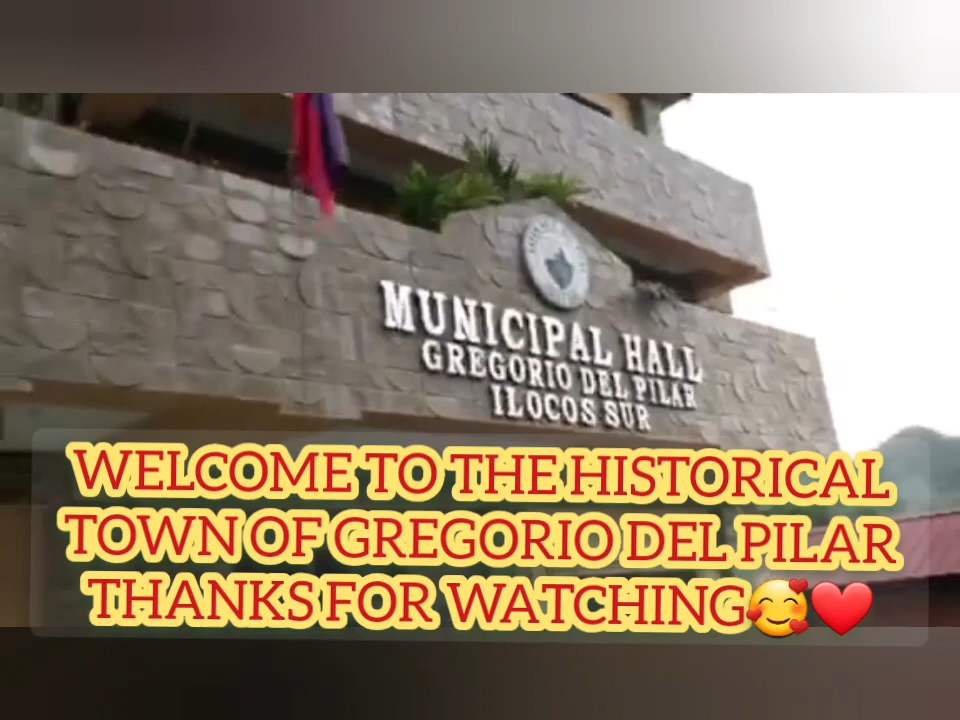 MUNICIPAL HALL
GREGORIO DEL PILAR
ILOCOS SUR
WELCOME TO THE HISTORICAL
TOWN OF GREGORIO DEL PILAR
THANKS FOR WATCHING🥰❤️